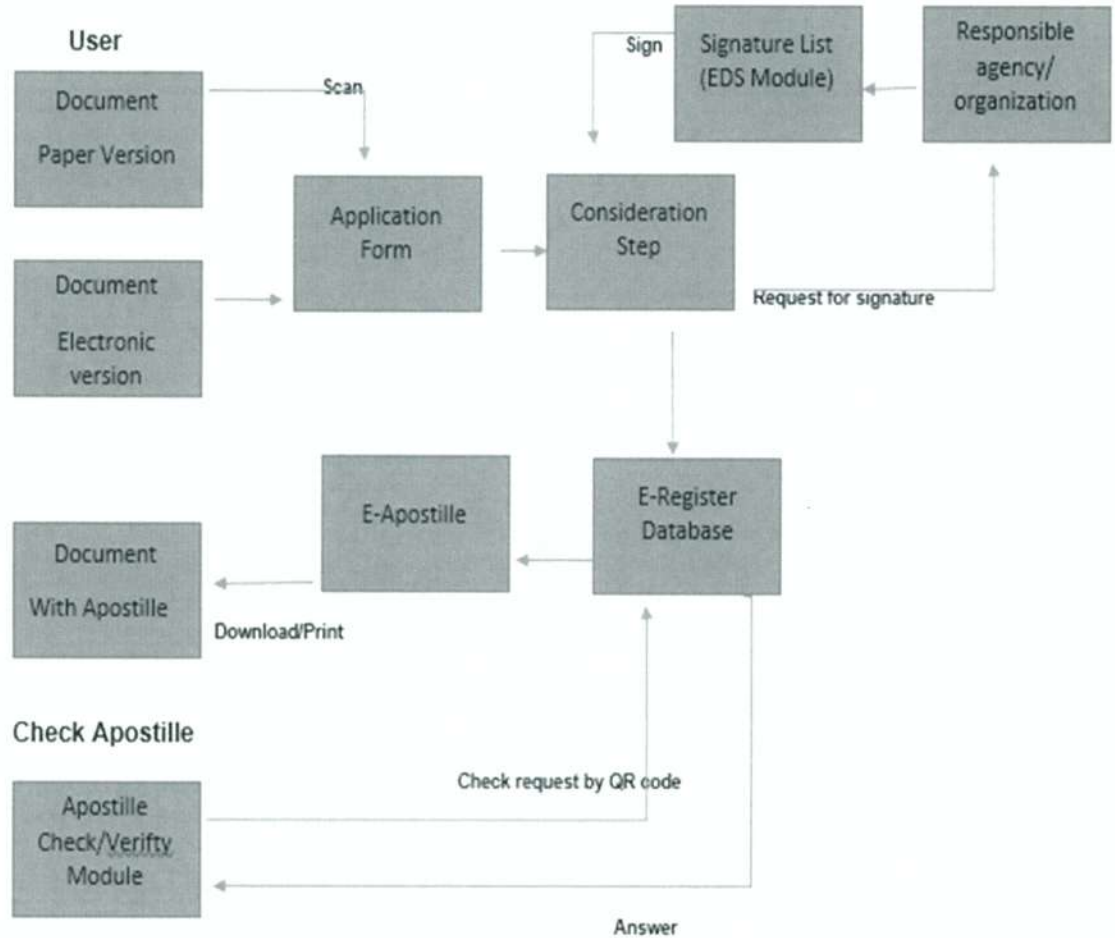 User
Document
Paper Version
Scan
Document
Electronic
version
Application
Form
Sign
Signature List
(EDS Module)
Responsible
agency/
organization
Consideration
Step
Request for signature
E-Register
Database
E-Apostille
Document
With Apostille
Download/Print
Check Apostille
Apostille
Check/Verifty
Module
Check request by QR code
Answer